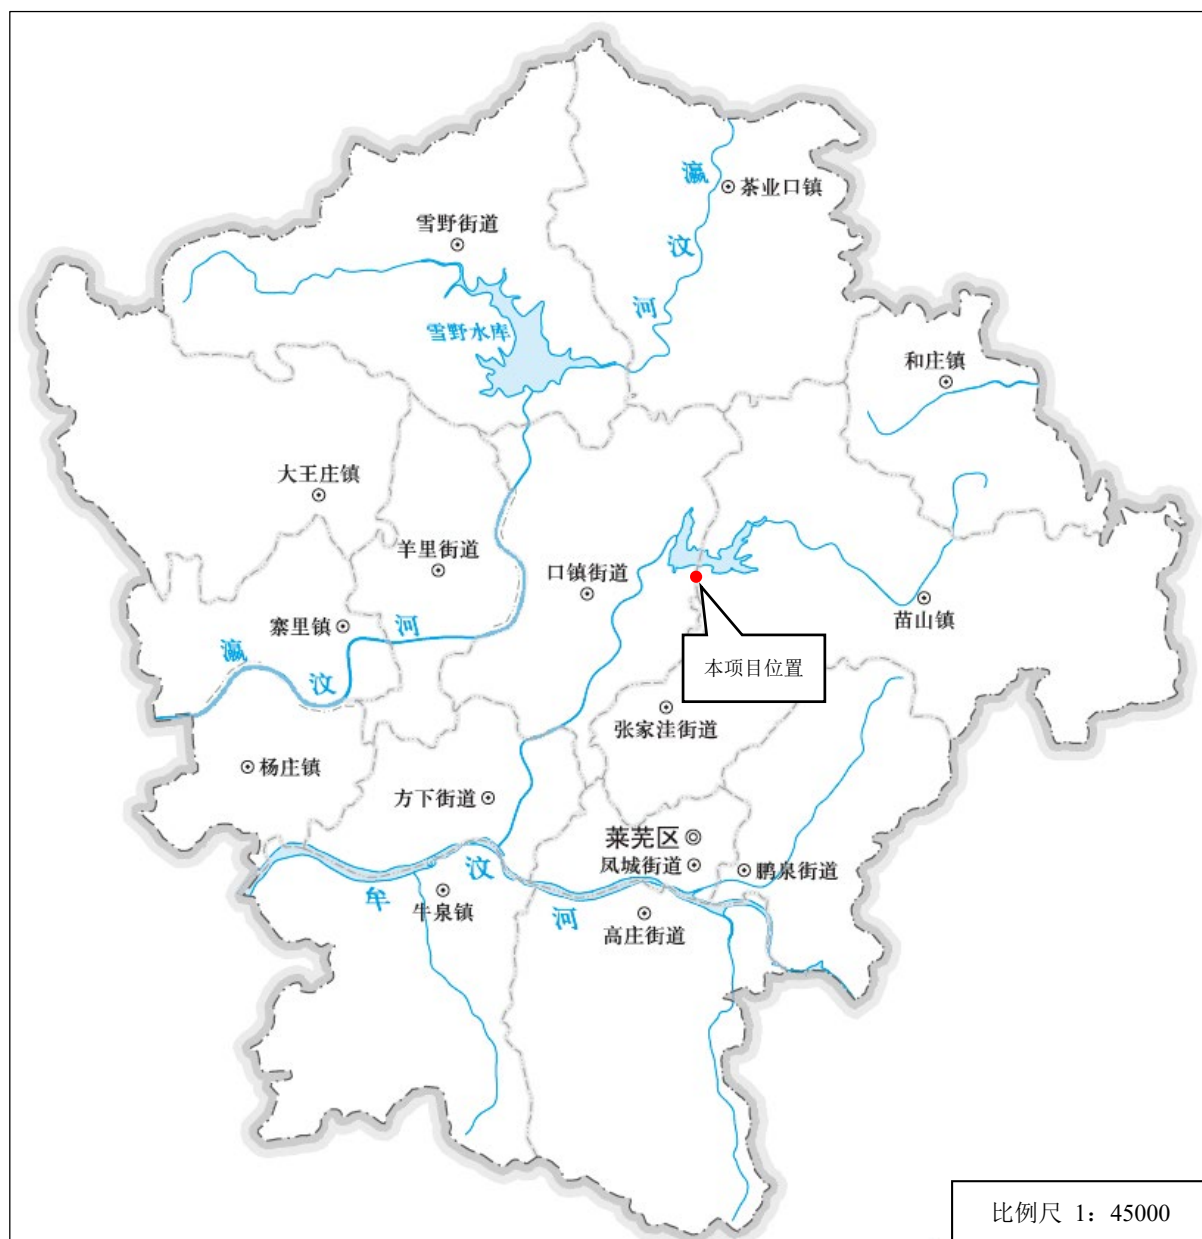 瀛
茶业口镇
雪野街道
汶
河
雪野水库
和庄镇
大王庄镇
羊里街道
口镇街道
苗山镇
寨里镇
河
瀛
汶
本项目位置
张家洼街道
杨庄镇
方下街道
莱芜区
汶
凤城街道
鹏泉街道
牟
牛泉镇
河
高庄街道
比例尺 1：45000